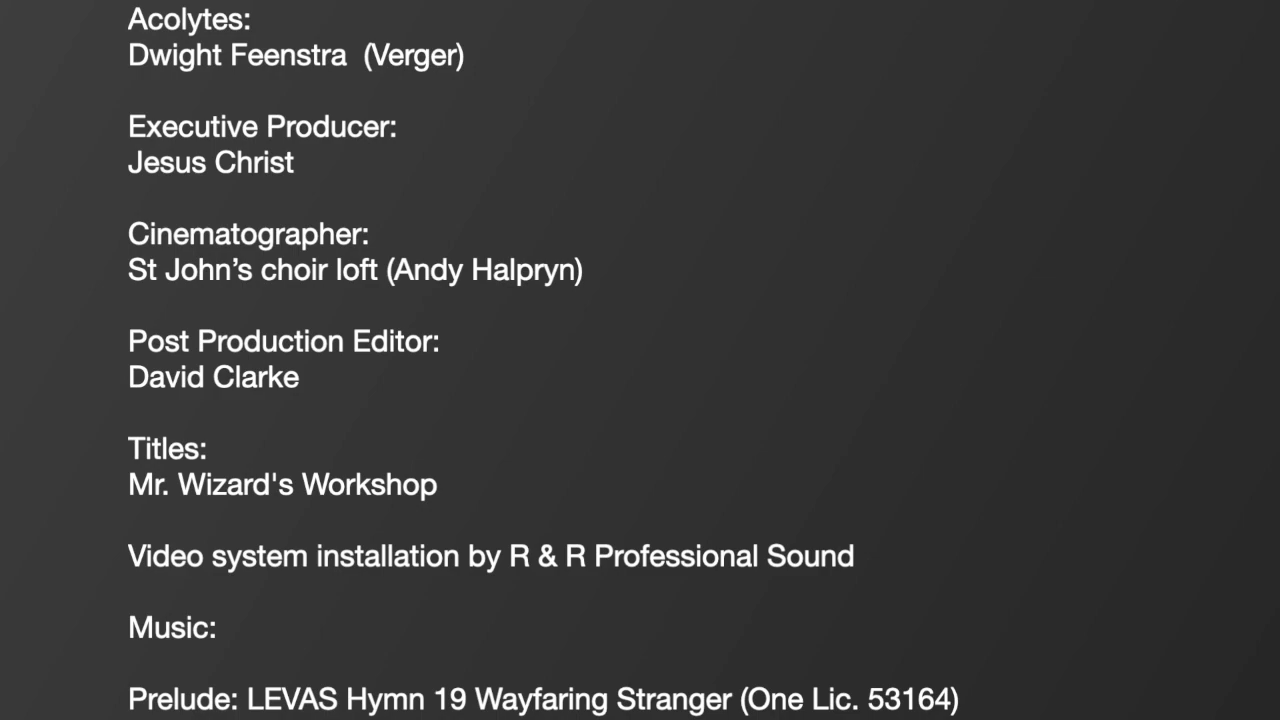 Acolytes:
Dwight Feenstra  (Verger)
Executive Producer:
Jesus Christ
Cinematographer:
St John’s choir loft (Andy Halpryn)
Post Production Editor:
David Clarke
Titles:
Mr. Wizard's Workshop
Video system installation by R & R Professional Sound
Music:
Prelude: LEVAS Hymn 19 Wayfaring Stranger (One Lic. 53164)